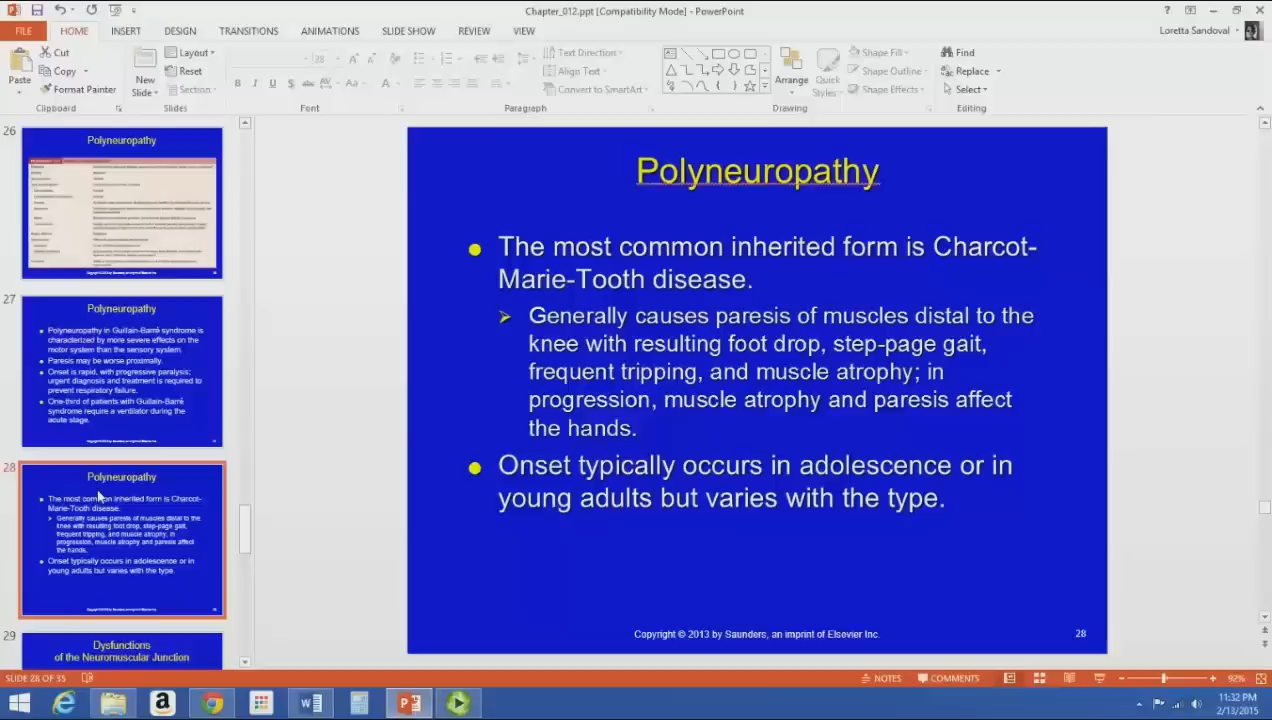 Chapter_012.ppt [Compatibility Mode] - PowerPoint
FILE HOME INSERT DESIGN TRANSITIONS ANIMATIONS SLIDE SHOW REVIEW VIEW
Loretta Sandoval
Paste
Cut
Copy
Format Painter
Clipboard
New
Slide
Layout
Reset
Section
Slides
28
B I U S abc AV Aa A
Font
Text Direction
Align Text
Convert to SmartArt
Paragraph
Arrange
Quick
Styles
Shape Fill
Shape Outline
Shape Effects
Drawing
Find
Replace
Select
Editing
26
Polyneuropathy
27
Polyneuropathy
Polyneuropathy in Guillain-Barré syndrome is
characterized by more severe effects on the
motor system than the sensory system.
Paresis may be worse proximally.
Onset is rapid, with progressive paralysis;
urgent diagnosis and treatment is required to
prevent respiratory failure.
One-third of patients with Guillain-Barré
syndrome require a ventilator during the
acute stage.
28
Polyneuropathy
The most common inherited form is Charcot-
Marie-Tooth disease.
Generally causes paresis of muscles distal to the
knee with resulting foot drop, step-page gait,
frequent tripping, and muscle atrophy; in
progression, muscle atrophy and paresis affect
the hands.
Onset typically occurs in adolescence or in
young adults but varies with the type.
29
Dysfunctions
of the Neuromuscular Junction
Polyneuropathy
The most common inherited form is Charcot-
Marie-Tooth disease.
Generally causes paresis of muscles distal to the
knee with resulting foot drop, step-page gait,
frequent tripping, and muscle atrophy; in
progression, muscle atrophy and paresis affect
the hands.
Onset typically occurs in adolescence or in
young adults but varies with the type.
Copyright © 2013 by Saunders, an imprint of Elsevier Inc.
28
SLIDE 28 OF 35
NOTES
COMMENTS
92%
11:32 PM
2/13/2015